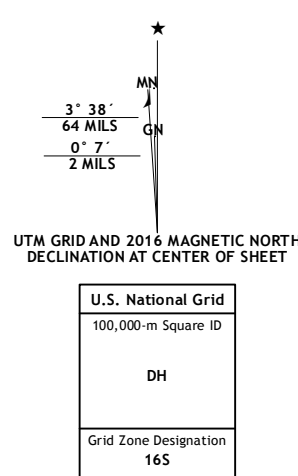 MN
3° 38´
64 MILS
GN
0° 7´
2 MILS
UTM GRID AND 2016 MAGNETIC NORTH
DECLINATION AT CENTER OF SHEET
U.S. National Grid
100,000-m Square ID
DH
Grid Zone Designation
16S